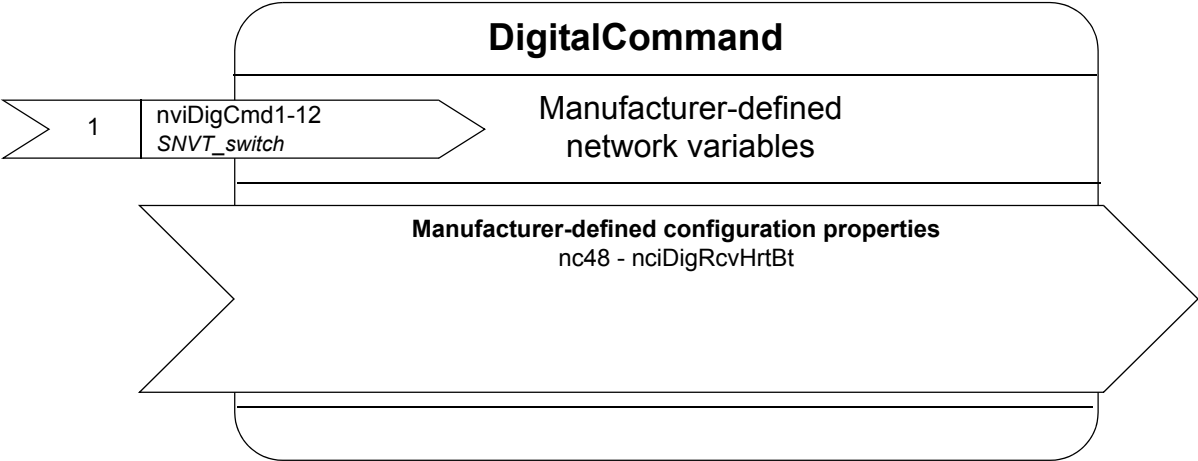 DigitalCommand
1
nviDigCmd1-12
SNVT_switch
Manufacturer-defined
network variables
Manufacturer-defined configuration properties
nc48 - nciDigRcvHrtBt